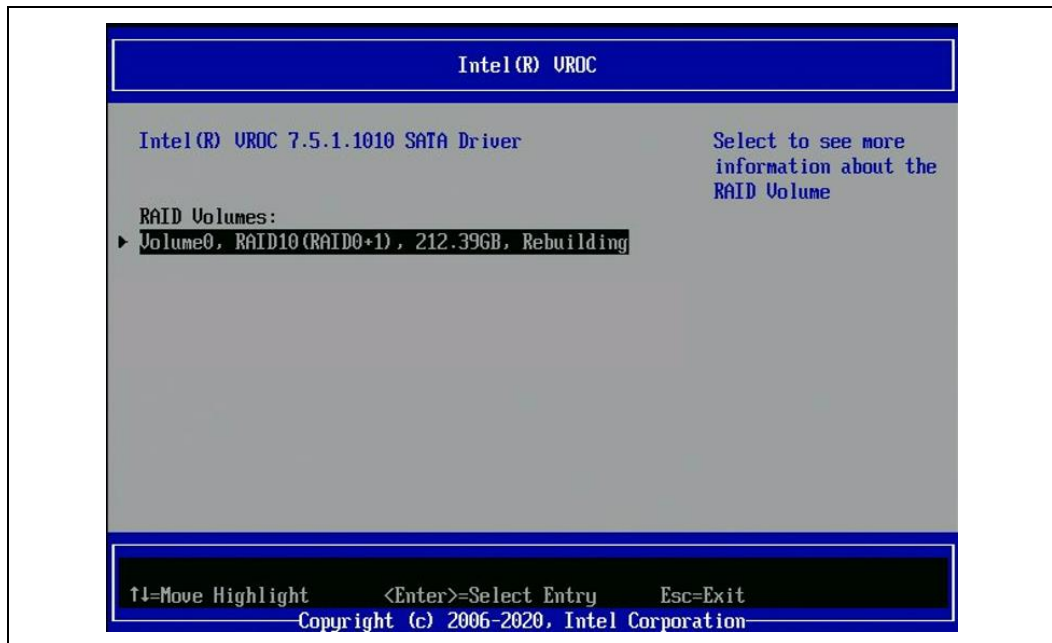 Intel(R) VROC
Intel(R) VROC 7.5.1.1010 SATA Driver
Select to see more
information about the
RAID Volume
RAID Volumes:
▶ Volume0, RAID10(RAID0+1), 212.39GB, Rebuilding
↑↓=Move Highlight <Enter>=Select Entry Esc=Exit
Copyright (c) 2006-2020, Intel Corporation